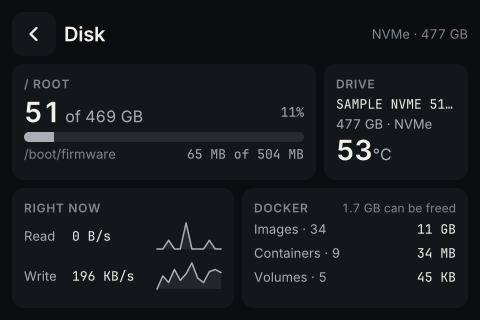 Disk
NVMe · 477 GB
/ ROOT
51 of 469 GB
11%
/boot/firmware
65 MB of 504 MB
DRIVE
SAMPLE NVME 51…
477 GB · NVMe
53°C
RIGHT NOW
Read 0 B/s
Write 196 KB/s
DOCKER
1.7 GB can be freed
Images · 34 11 GB
Containers · 9 34 MB
Volumes · 5 45 KB